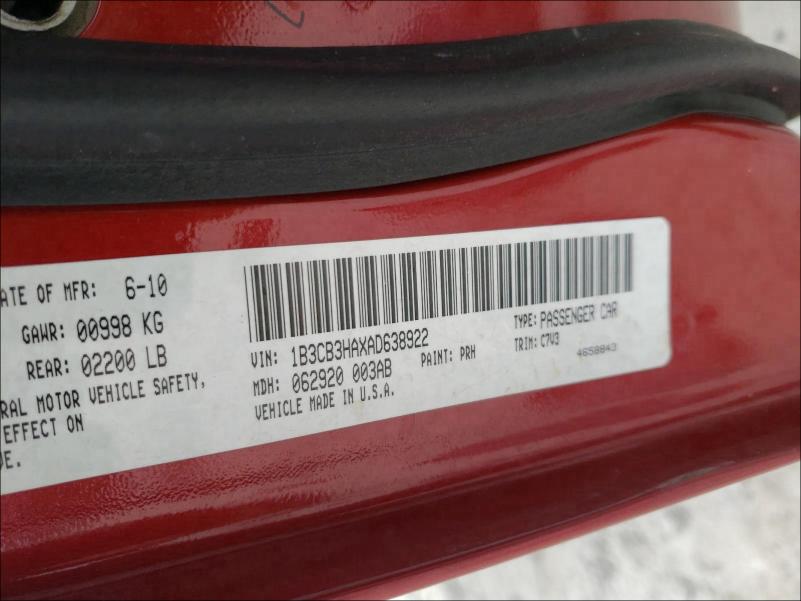 ATE OF MFR: 6-10
GAWR: 00998 KG
REAR: 02200 LB
RAL MOTOR VEHICLE SAFETY,
EFFECT ON
DE.
VIN: 1B3CB3HAXAD638922
TYPE: PASSENGER CAR
MDH: 062920 003AB
PAINT: PRH
TRIM: C7V3
VEHICLE MADE IN U.S.A.
4658843